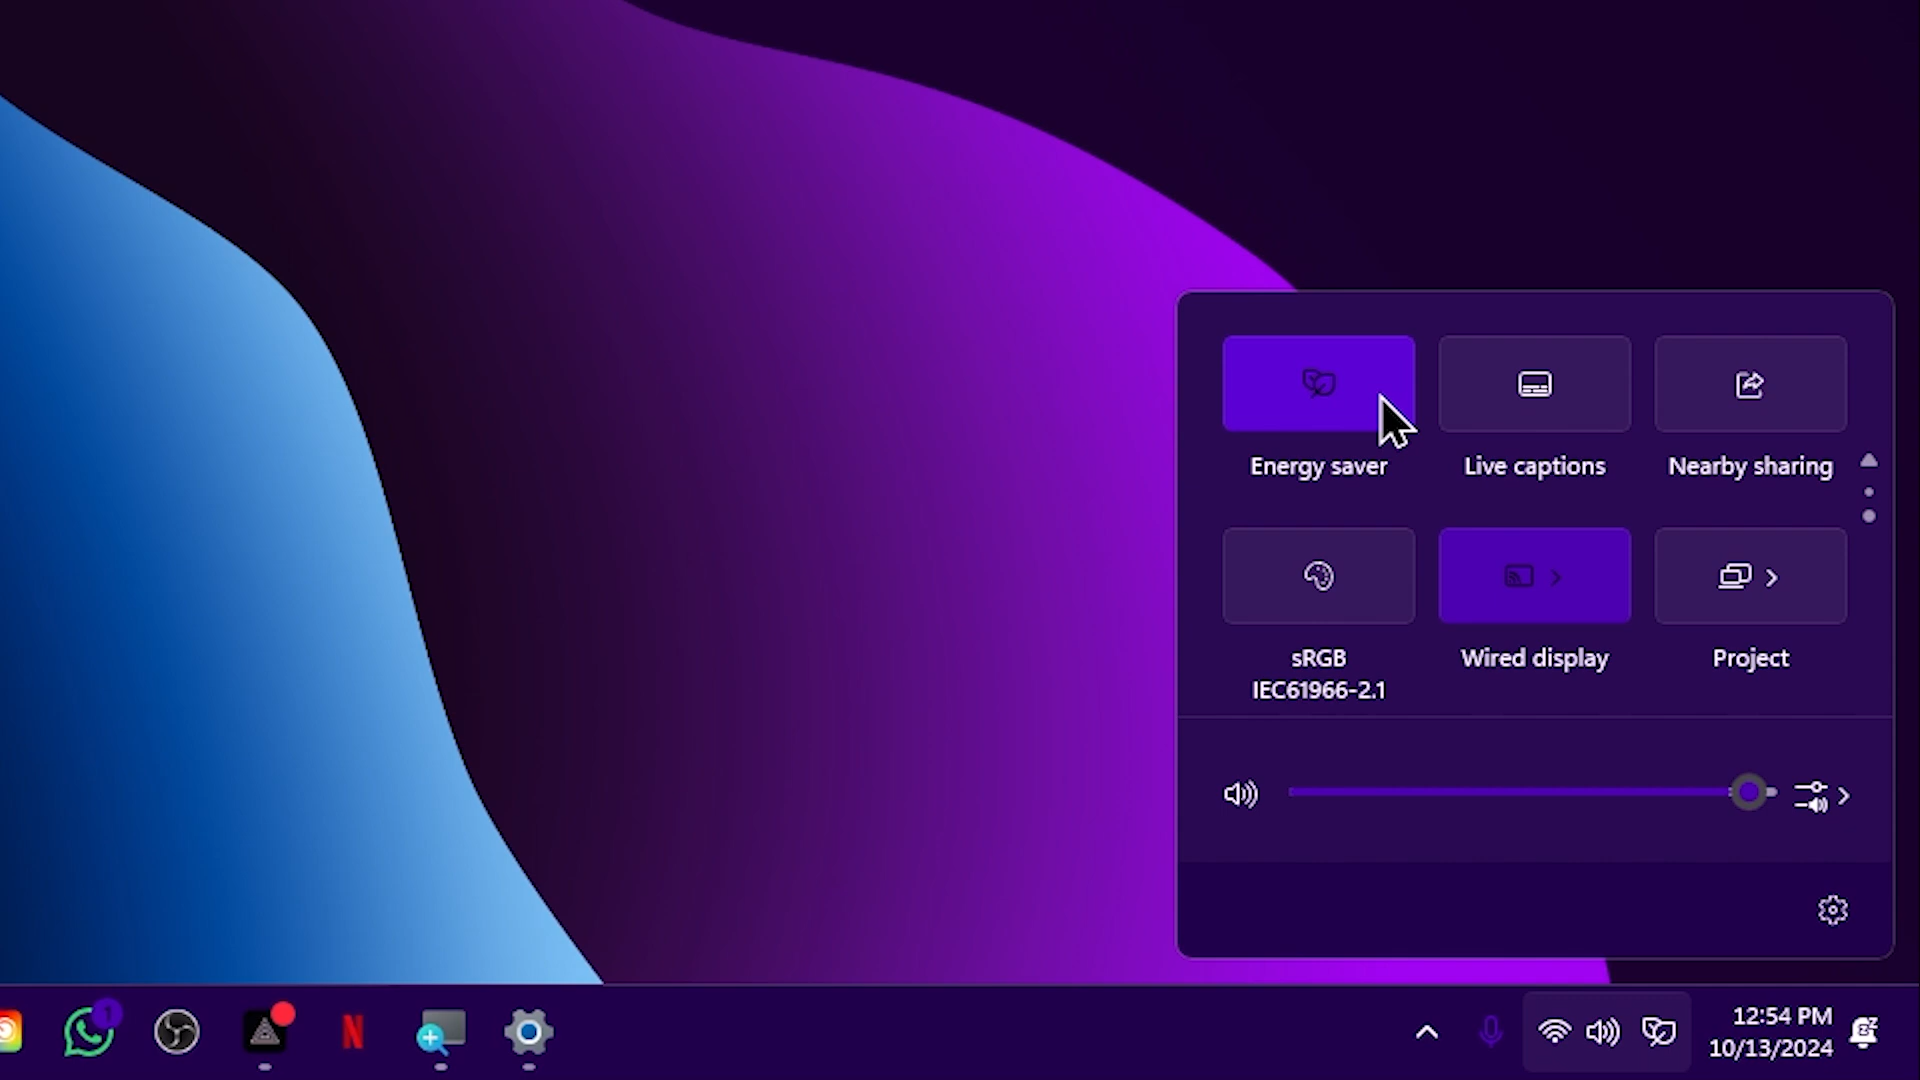 Energy saver
Live captions
Nearby sharing
sRGB
IEC61966-2.1
Wired display
Project
1
N
12:54 PM
10/13/2024